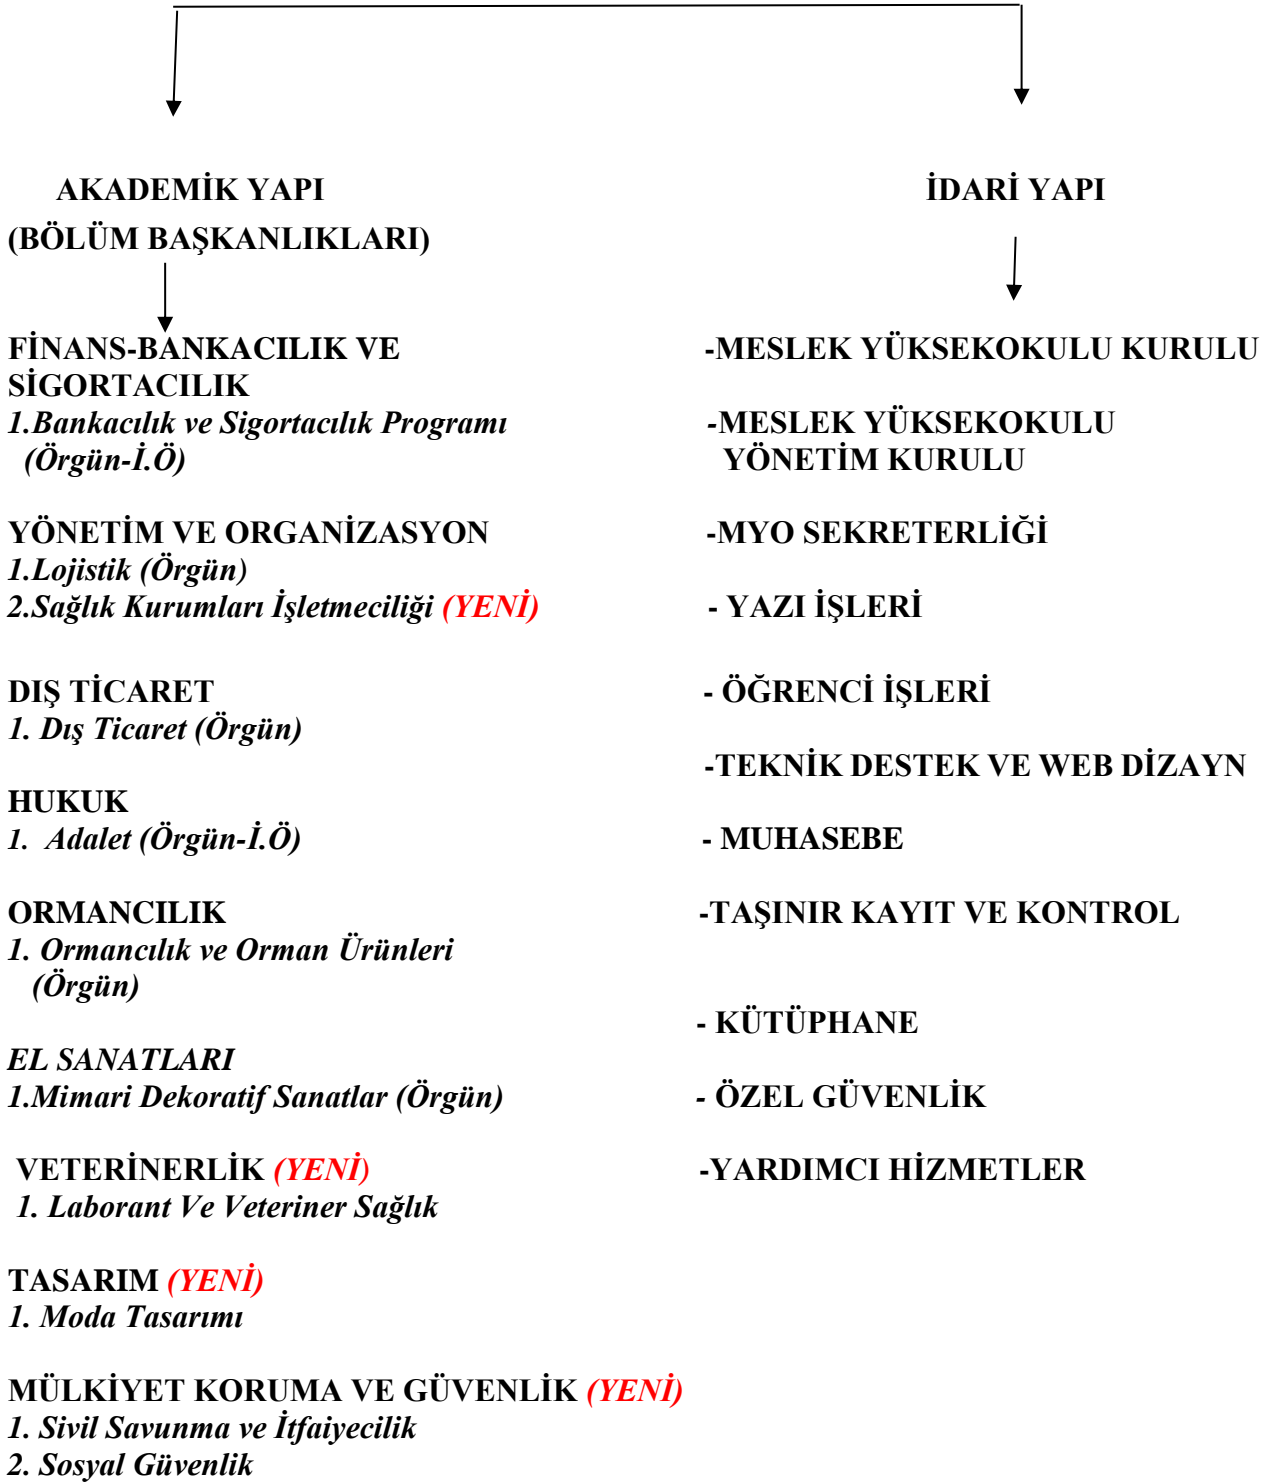 AKADEMİK YAPI
(BÖLÜM BAŞKANLIKLARI)
FİNANS-BANKACILIK VE
SİGORTACILIK
1.Bankacılık ve Sigortacılık Programı
(Örgün-İ.Ö)
YÖNETİM VE ORGANİZASYON
1.Lojistik (Örgün)
2.Sağlık Kurumları İşletmeciliği (YENİ)
DIŞ TİCARET
1. Dış Ticaret (Örgün)
HUKUK
1. Adalet (Örgün-İ.Ö)
ORMANCILIK
1. Ormancılık ve Orman Ürünleri
(Örgün)
EL SANATLARI
1.Mimari Dekoratif Sanatlar (Örgün)
VETERİNERLİK (YENİ)
1. Laborant Ve Veteriner Sağlık
TASARIM (YENİ)
1. Moda Tasarımı
MÜLKİYET KORUMA VE GÜVENLİK (YENİ)
1. Sivil Savunma ve İtfaiyecilik
2. Sosyal Güvenlik
İDARİ YAPI
-MESLEK YÜKSEKOKULU KURULU
-MESLEK YÜKSEKOKULU
YÖNETİM KURULU
-MYO SEKRETERLİĞİ
- YAZI İŞLERİ
- ÖĞRENCİ İŞLERİ
-TEKNİK DESTEK VE WEB DİZAYN
- MUHASEBE
-TAŞINIR KAYIT VE KONTROL
- KÜTÜPHANE
- ÖZEL GÜVENLİK
-YARDIMCI HİZMETLER